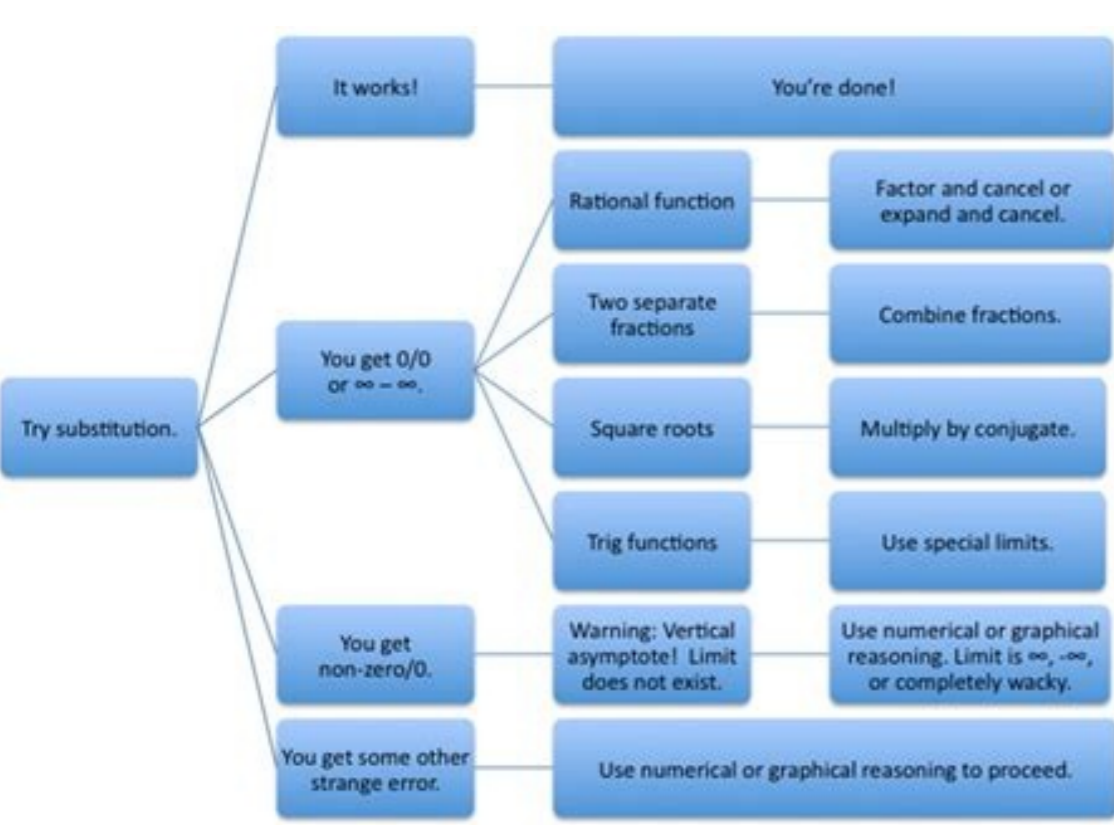 It works!
You're done!
Rational function
Factor and cancel or
expand and cancel.
Two separate
fractions
Combine fractions.
You get 0/0
or ∞ – ∞.
Try substitution.
Square roots
Multiply by conjugate.
Trig functions
Use special limits.
You get
non-zero/0.
Warning: Vertical
asymptote! Limit
does not exist.
Use numerical or graphical
reasoning. Limit is ∞, -∞,
or completely wacky.
You get some other
strange error.
Use numerical or graphical reasoning to proceed.